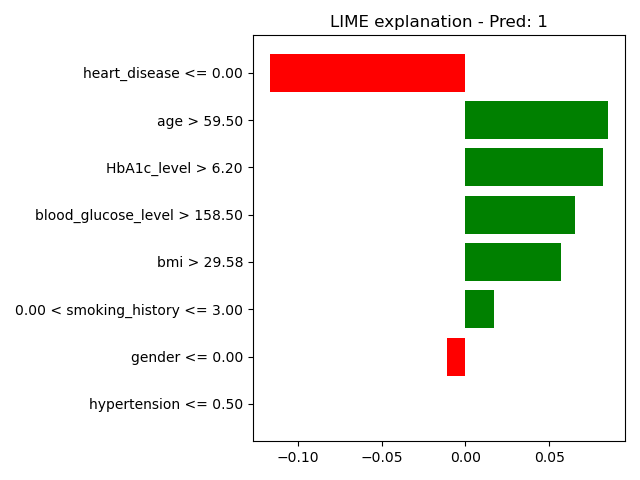 LIME explanation - Pred: 1
heart_disease <= 0.00
age > 59.50
HbA1c_level > 6.20
blood_glucose_level > 158.50
bmi > 29.58
0.00 < smoking_history <= 3.00
gender <= 0.00
hypertension <= 0.50
−0.10 −0.05 0.00 0.05